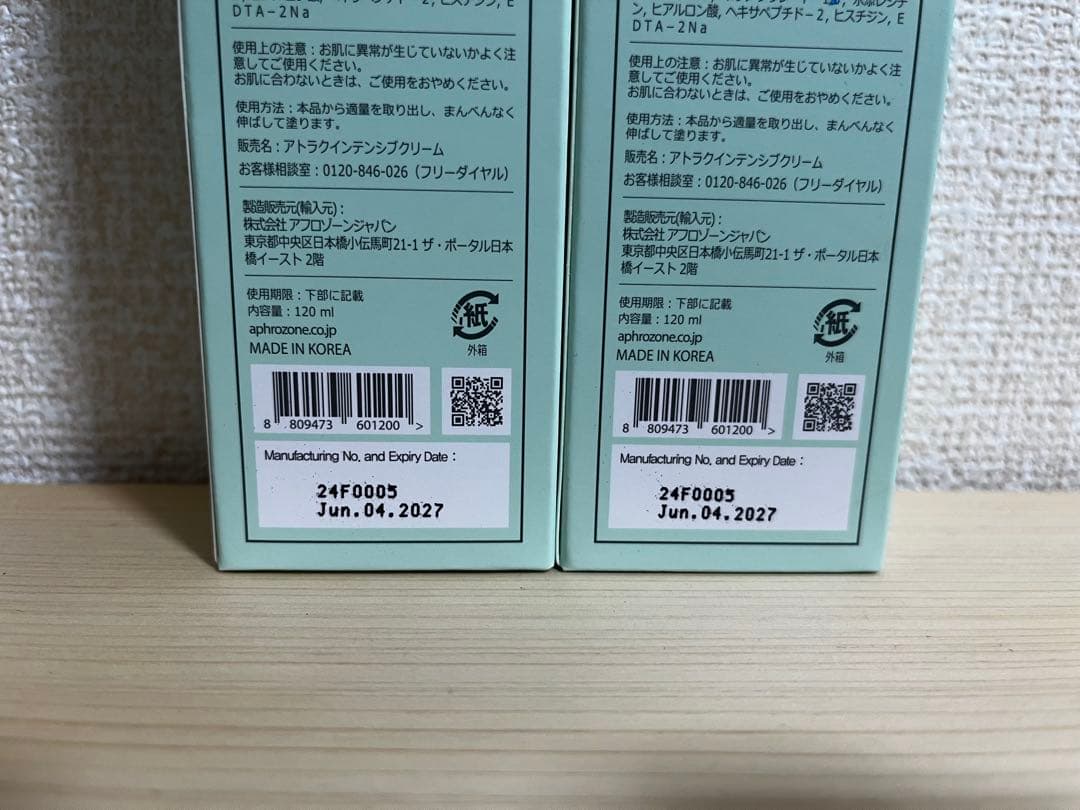 DTA-2Na
使用上の注意：お肌に異常が生じていないかよく注
意してご使用ください。
お肌に合わないときは、ご使用をおやめください。
使用方法：本品から適量を取り出し、まんべんなく
伸ばして塗ります。
販売名：アトラクインテンシブクリーム
お客様相談室：0120-846-026（フリーダイヤル）
製造販売元(輸入元)：
株式会社 アフロゾーンジャパン
東京都中央区日本橋小伝馬町21-1 ザ・ポータル日本
橋イースト 2階
使用期限：下部に記載
内容量：120 ml
aphrozone.co.jp
MADE IN KOREA
紙
外箱
8 809473 601200 >
Manufacturing No. and Expiry Date :
24F0005
Jun.04.2027
ン, ヒアルロン酸, ヘキサペプチド-2, ヒスチジン, E
DTA-2Na
使用上の注意：お肌に異常が生じていないかよく注
意してご使用ください。
お肌に合わないときは、ご使用をおやめください。
使用方法：本品から適量を取り出し、まんべんなく
伸ばして塗ります。
販売名：アトラクインテンシブクリーム
お客様相談室：0120-846-026（フリーダイヤル）
製造販売元(輸入元)：
株式会社 アフロゾーンジャパン
東京都中央区日本橋小伝馬町21-1 ザ・ポータル日本
橋イースト 2階
使用期限：下部に記載
内容量：120 ml
aphrozone.co.jp
MADE IN KOREA
紙
外箱
8 809473 601200 >
Manufacturing No. and Expiry Date :
24F0005
Jun.04.2027